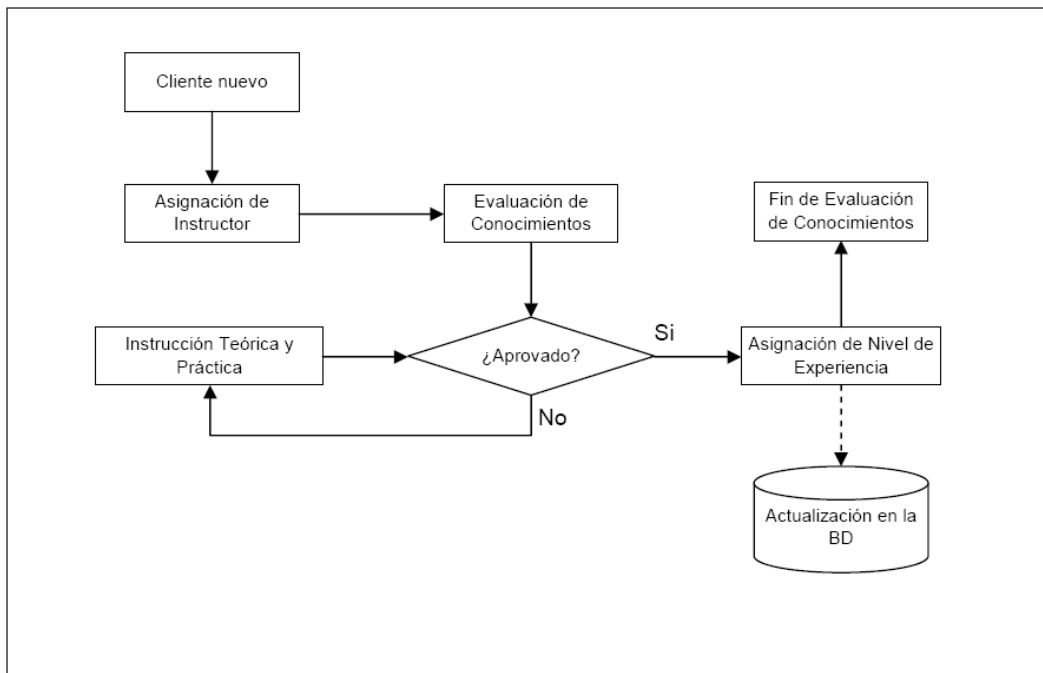 Cliente nuevo
Asignación de
Instructor
Evaluación de
Conocimientos
Fin de Evaluación
de Conocimientos
Instrucción Teórica y
Práctica
¿Aprovado?
Si
No
Asignación de Nivel de
Experiencia
Actualización en la
BD